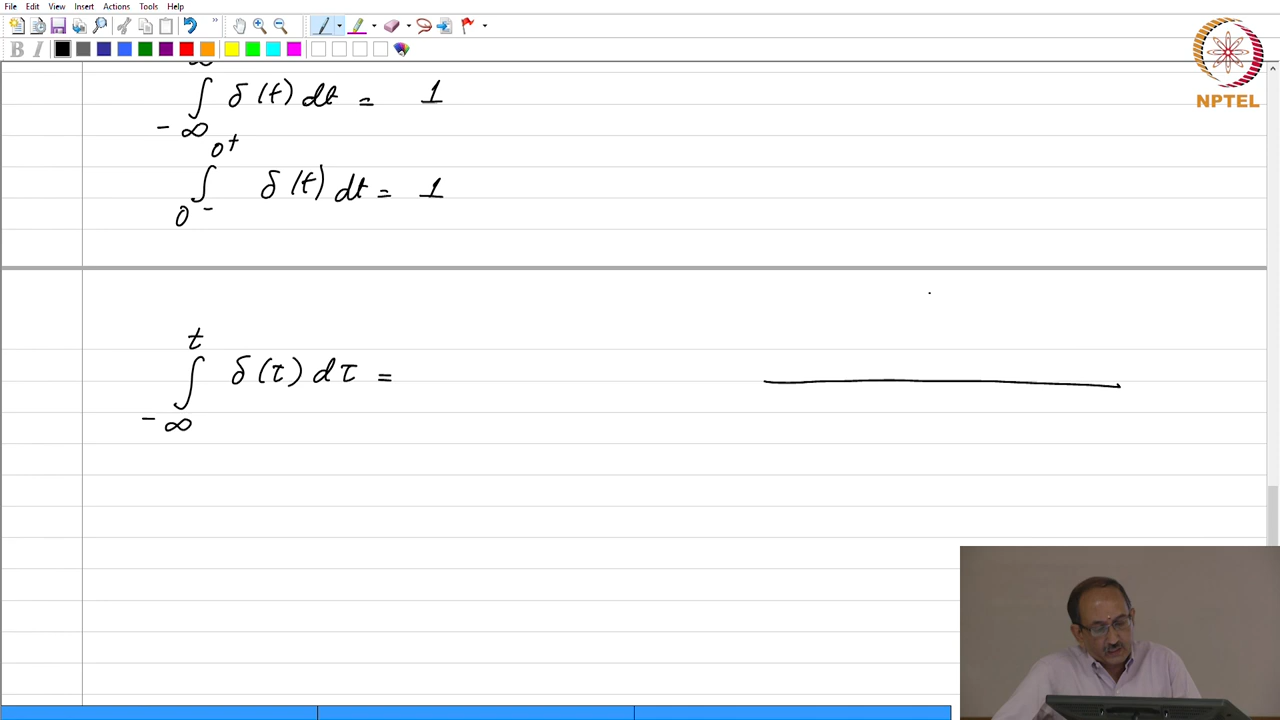 File Edit View Insert Actions Tools Help
B I
NPTEL
∞
∫ δ(t) dt = 1
-∞
0+
∫ δ(t) dt = 1
0-
t
∫ δ(τ) dτ =
-∞